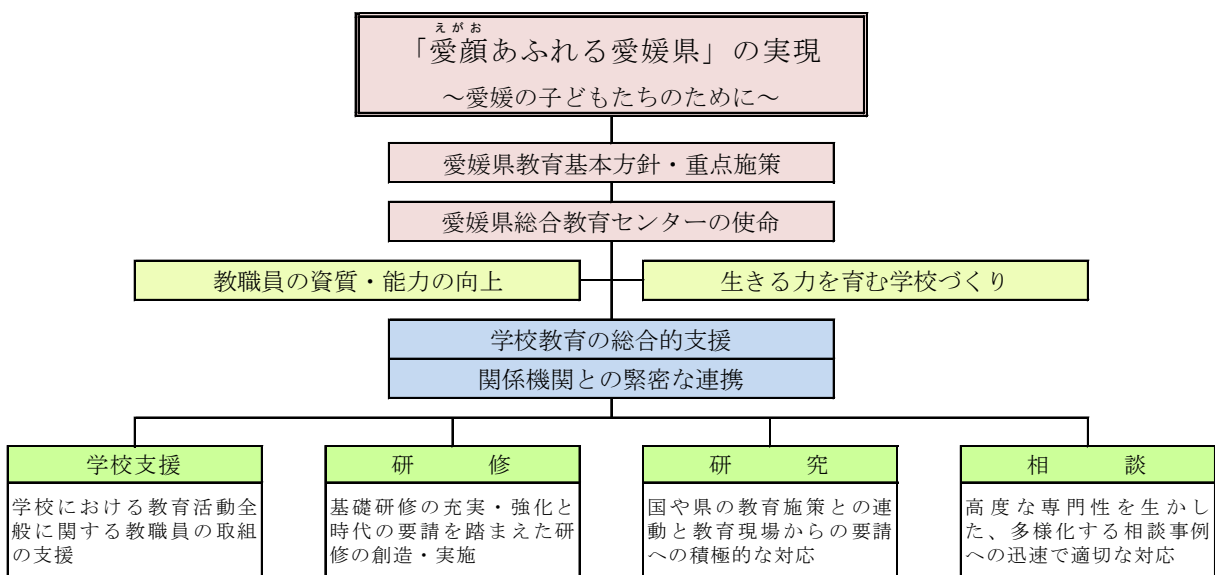 えがお
「愛顔あふれる愛媛県」の実現
～愛媛の子どもたちのために～
愛媛県教育基本方針・重点施策
愛媛県総合教育センターの使命
教職員の資質・能力の向上
生きる力を育む学校づくり
学校教育の総合的支援
関係機関との緊密な連携
学校支援
学校における教育活動全
般に関する教職員の取組
の支援
研　　修
基礎研修の充実・強化と
時代の要請を踏まえた研
修の創造・実施
研　　究
国や県の教育施策との連
動と教育現場からの要請
への積極的な対応
相　　談
高度な専門性を生かし
た、多様化する相談事例
への迅速で適切な対応